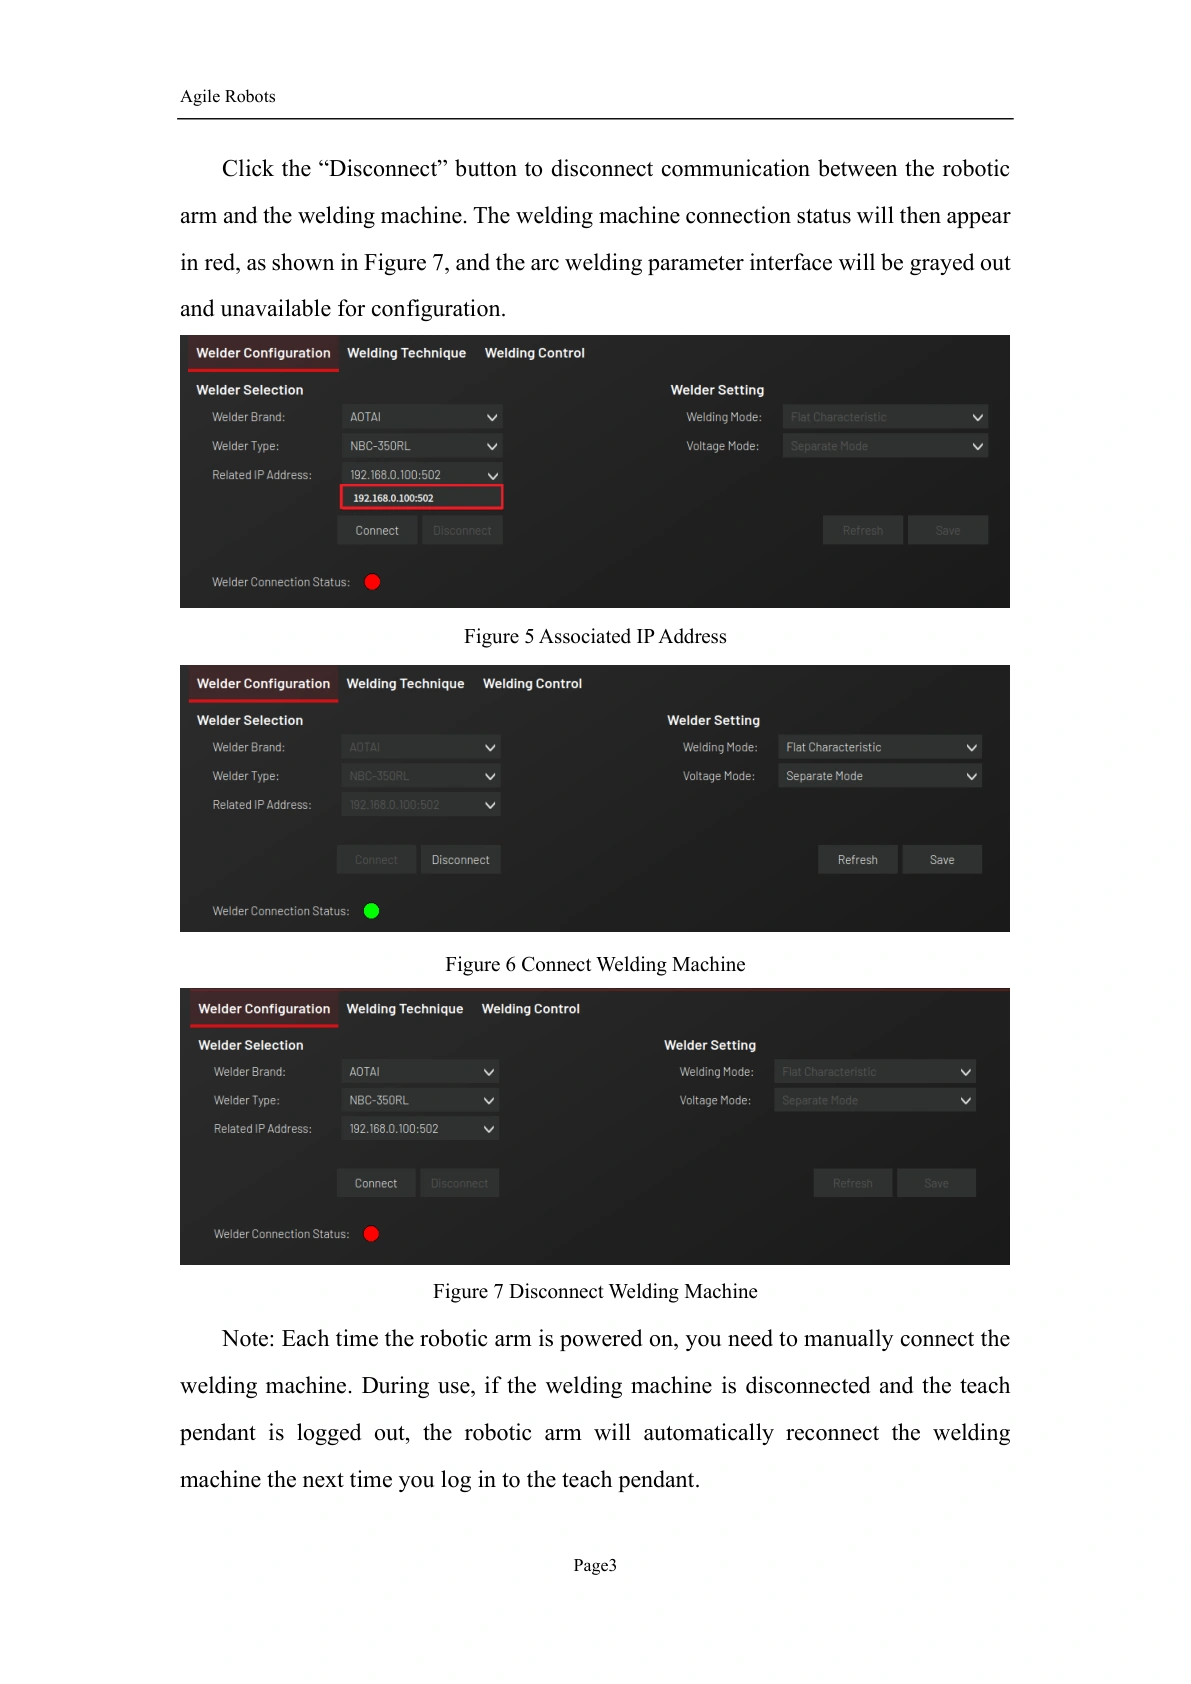 Agile Robots
Click the “Disconnect” button to disconnect communication between the robotic
arm and the welding machine. The welding machine connection status will then appear
in red, as shown in Figure 7, and the arc welding parameter interface will be grayed out
and unavailable for configuration.
Welder Configuration Welding Technique Welding Control
Welder Selection Welder Setting
Welder Brand: AOTAI Welding Mode: Flat Characteristic
Welder Type: NBC-350RL Voltage Mode: Separate Mode
Related IP Address: 192.168.0.100:502
192.168.0.100:502
Connect Disconnect Refresh Save
Welder Connection Status:
Figure 5 Associated IP Address
Welder Configuration Welding Technique Welding Control
Welder Selection Welder Setting
Welder Brand: AOTAI Welding Mode: Flat Characteristic
Welder Type: NBC-350RL Voltage Mode: Separate Mode
Related IP Address: 192.168.0.100:502
Connect Disconnect Refresh Save
Welder Connection Status:
Figure 6 Connect Welding Machine
Welder Configuration Welding Technique Welding Control
Welder Selection Welder Setting
Welder Brand: AOTAI Welding Mode: Flat Characteristic
Welder Type: NBC-350RL Voltage Mode: Separate Mode
Related IP Address: 192.168.0.100:502
Connect Disconnect Refresh Save
Welder Connection Status:
Figure 7 Disconnect Welding Machine
Note: Each time the robotic arm is powered on, you need to manually connect the
welding machine. During use, if the welding machine is disconnected and the teach
pendant is logged out, the robotic arm will automatically reconnect the welding
machine the next time you log in to the teach pendant.
Page3